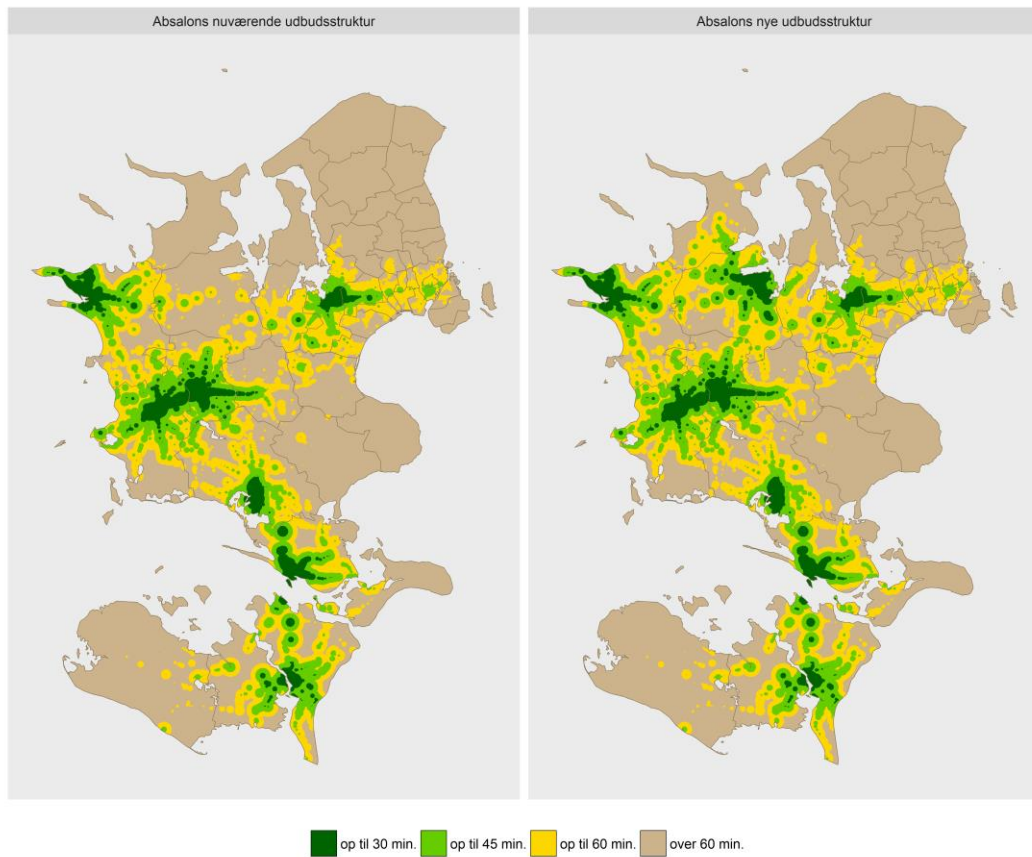 Absalons nuværende udbudsstruktur
Absalons nye udbudsstruktur
op til 30 min.
op til 45 min.
op til 60 min.
over 60 min.